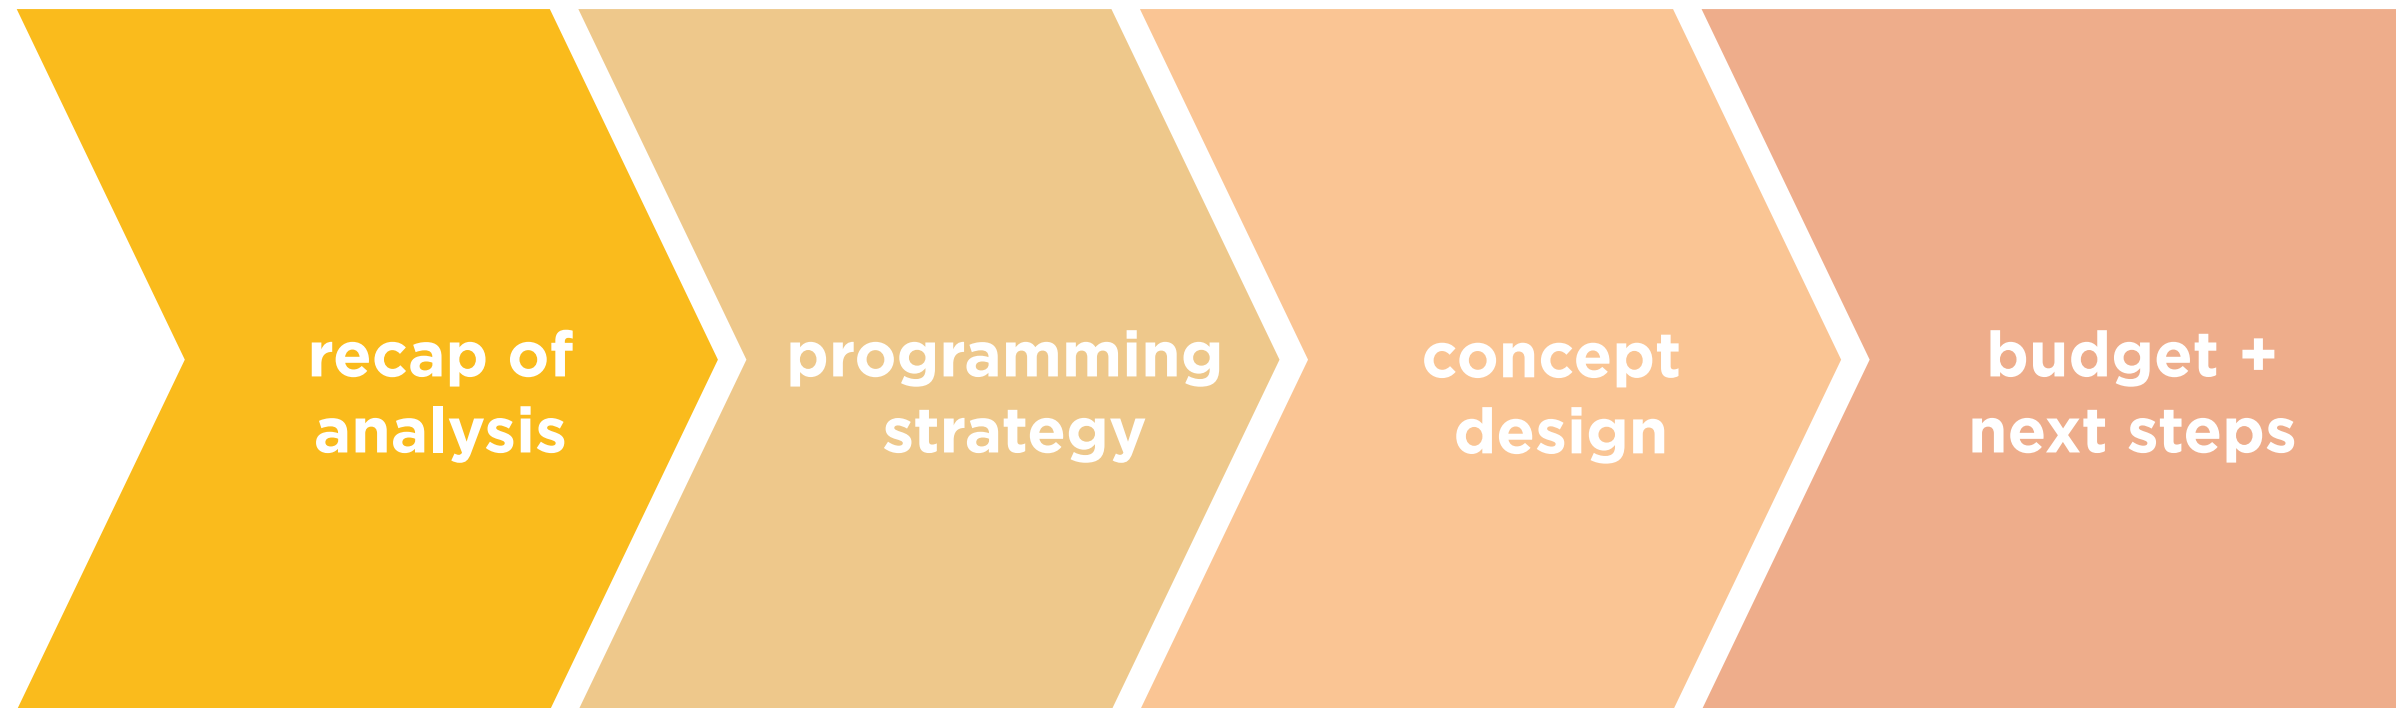 recap of
analysis
programming
strategy
concept
design
budget +
next steps